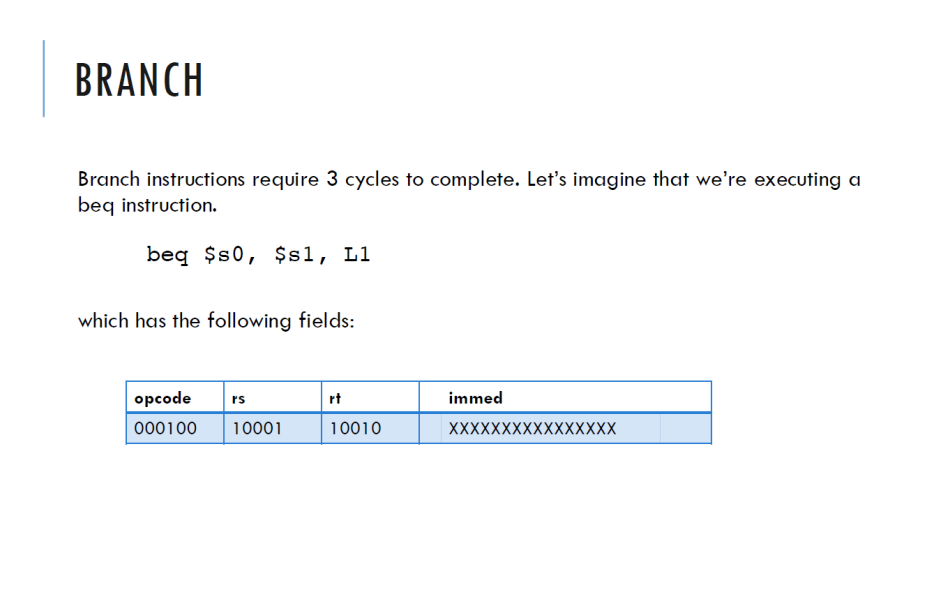 BRANCH
Branch instructions require 3 cycles to complete. Let's imagine that we're executing a
beq instruction.
beq $s0, $s1, L1
which has the following fields:
opcode rs rt immed
000100 10001 10010 XXXXXXXXXXXXXXXX